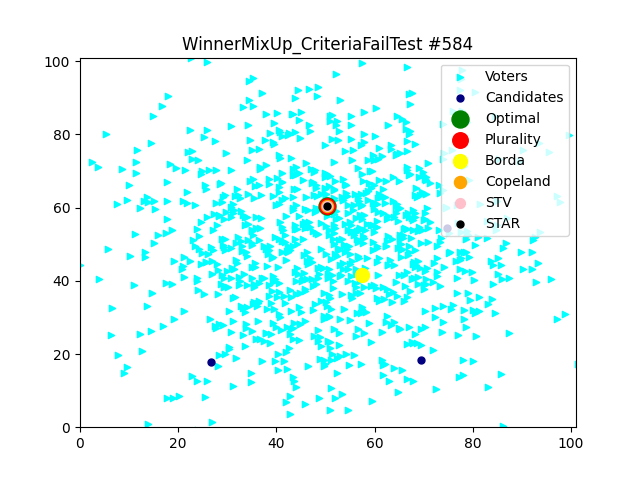 WinnerMixUp_CriteriaFailTest #584
100
80
60
40
20
0
0
20
40
60
80
100
Voters
Candidates
Optimal
Plurality
Borda
Copeland
STV
STAR